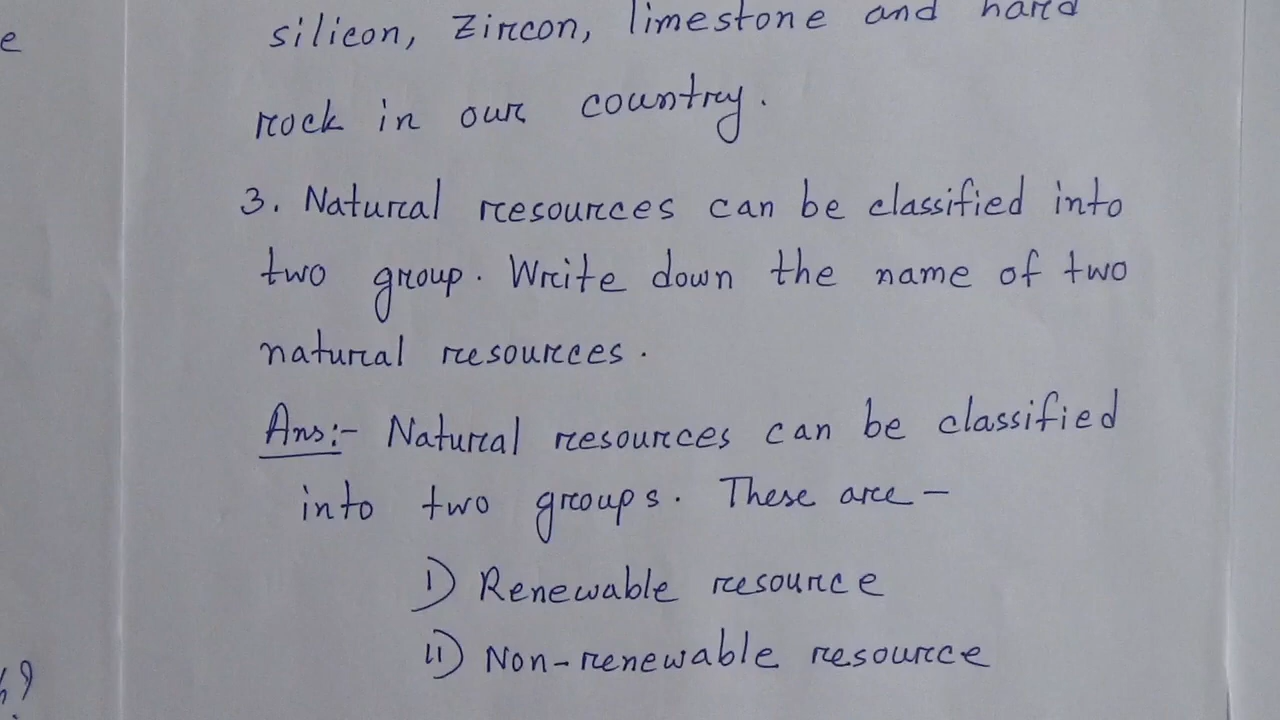 silicon, Zircon, limestone and hard
rock in our country.
3. Natural resources can be classified into
two group. Write down the name of two
natural resources.
Ans:- Natural resources can be classified
into two groups. These are —
i) Renewable resource
ii) Non-renewable resource